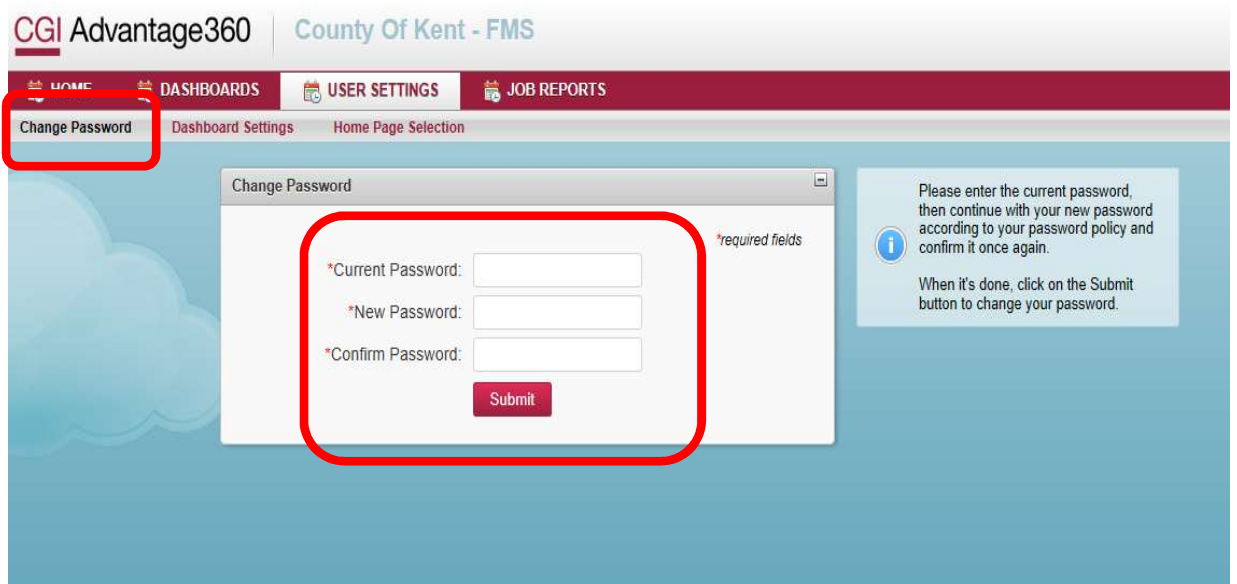 CGI Advantage360 County Of Kent - FMS
HOME DASHBOARDS USER SETTINGS JOB REPORTS
Change Password Dashboard Settings Home Page Selection
Change Password
*required fields
*Current Password:
*New Password:
*Confirm Password:
Submit
Please enter the current password,
then continue with your new password
according to your password policy and
confirm it once again.
When it's done, click on the Submit
button to change your password.